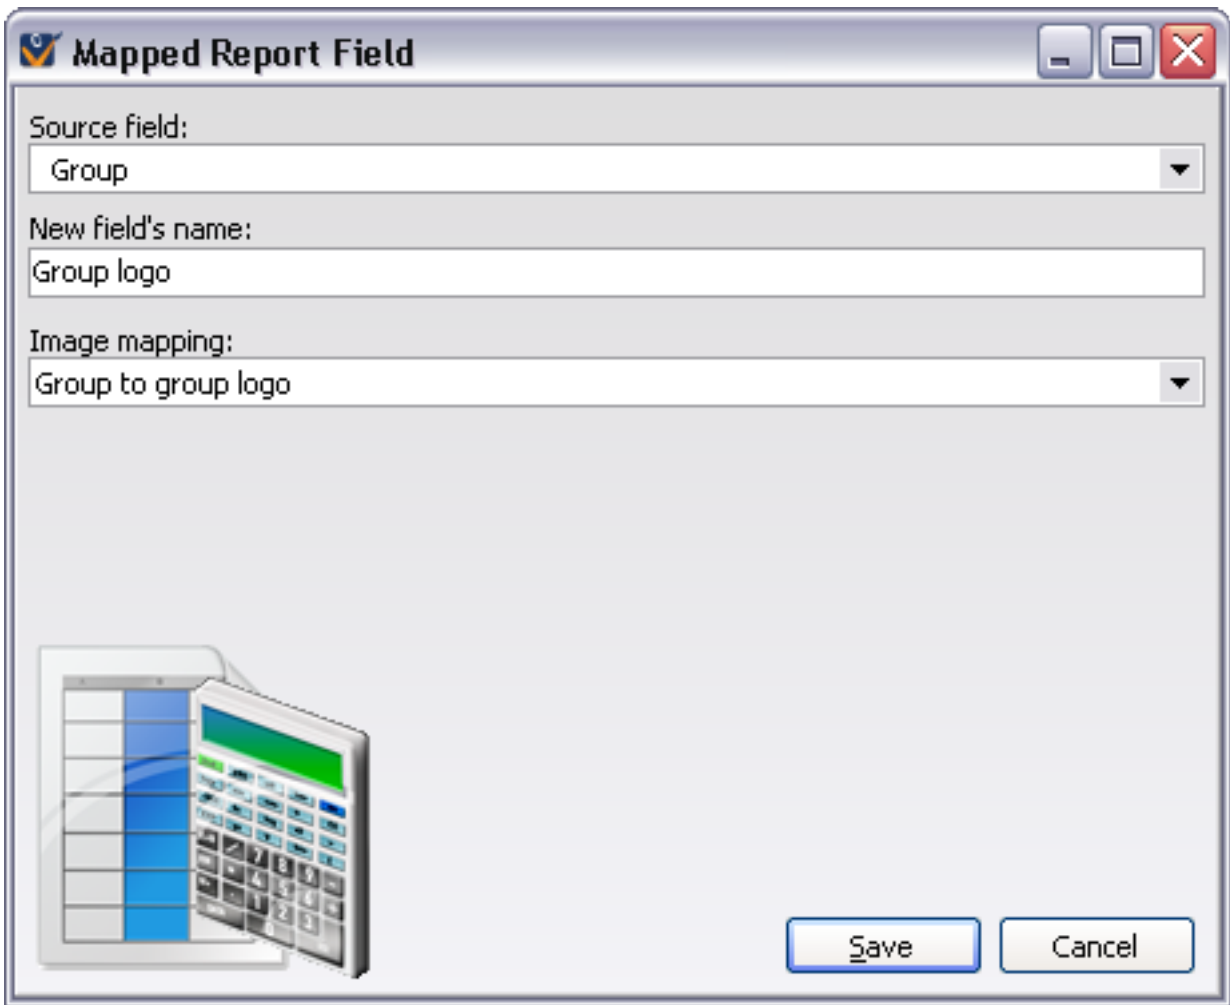 Mapped Report Field
Source field:
Group
New field's name:
Group logo
Image mapping:
Group to group logo
Save
Cancel